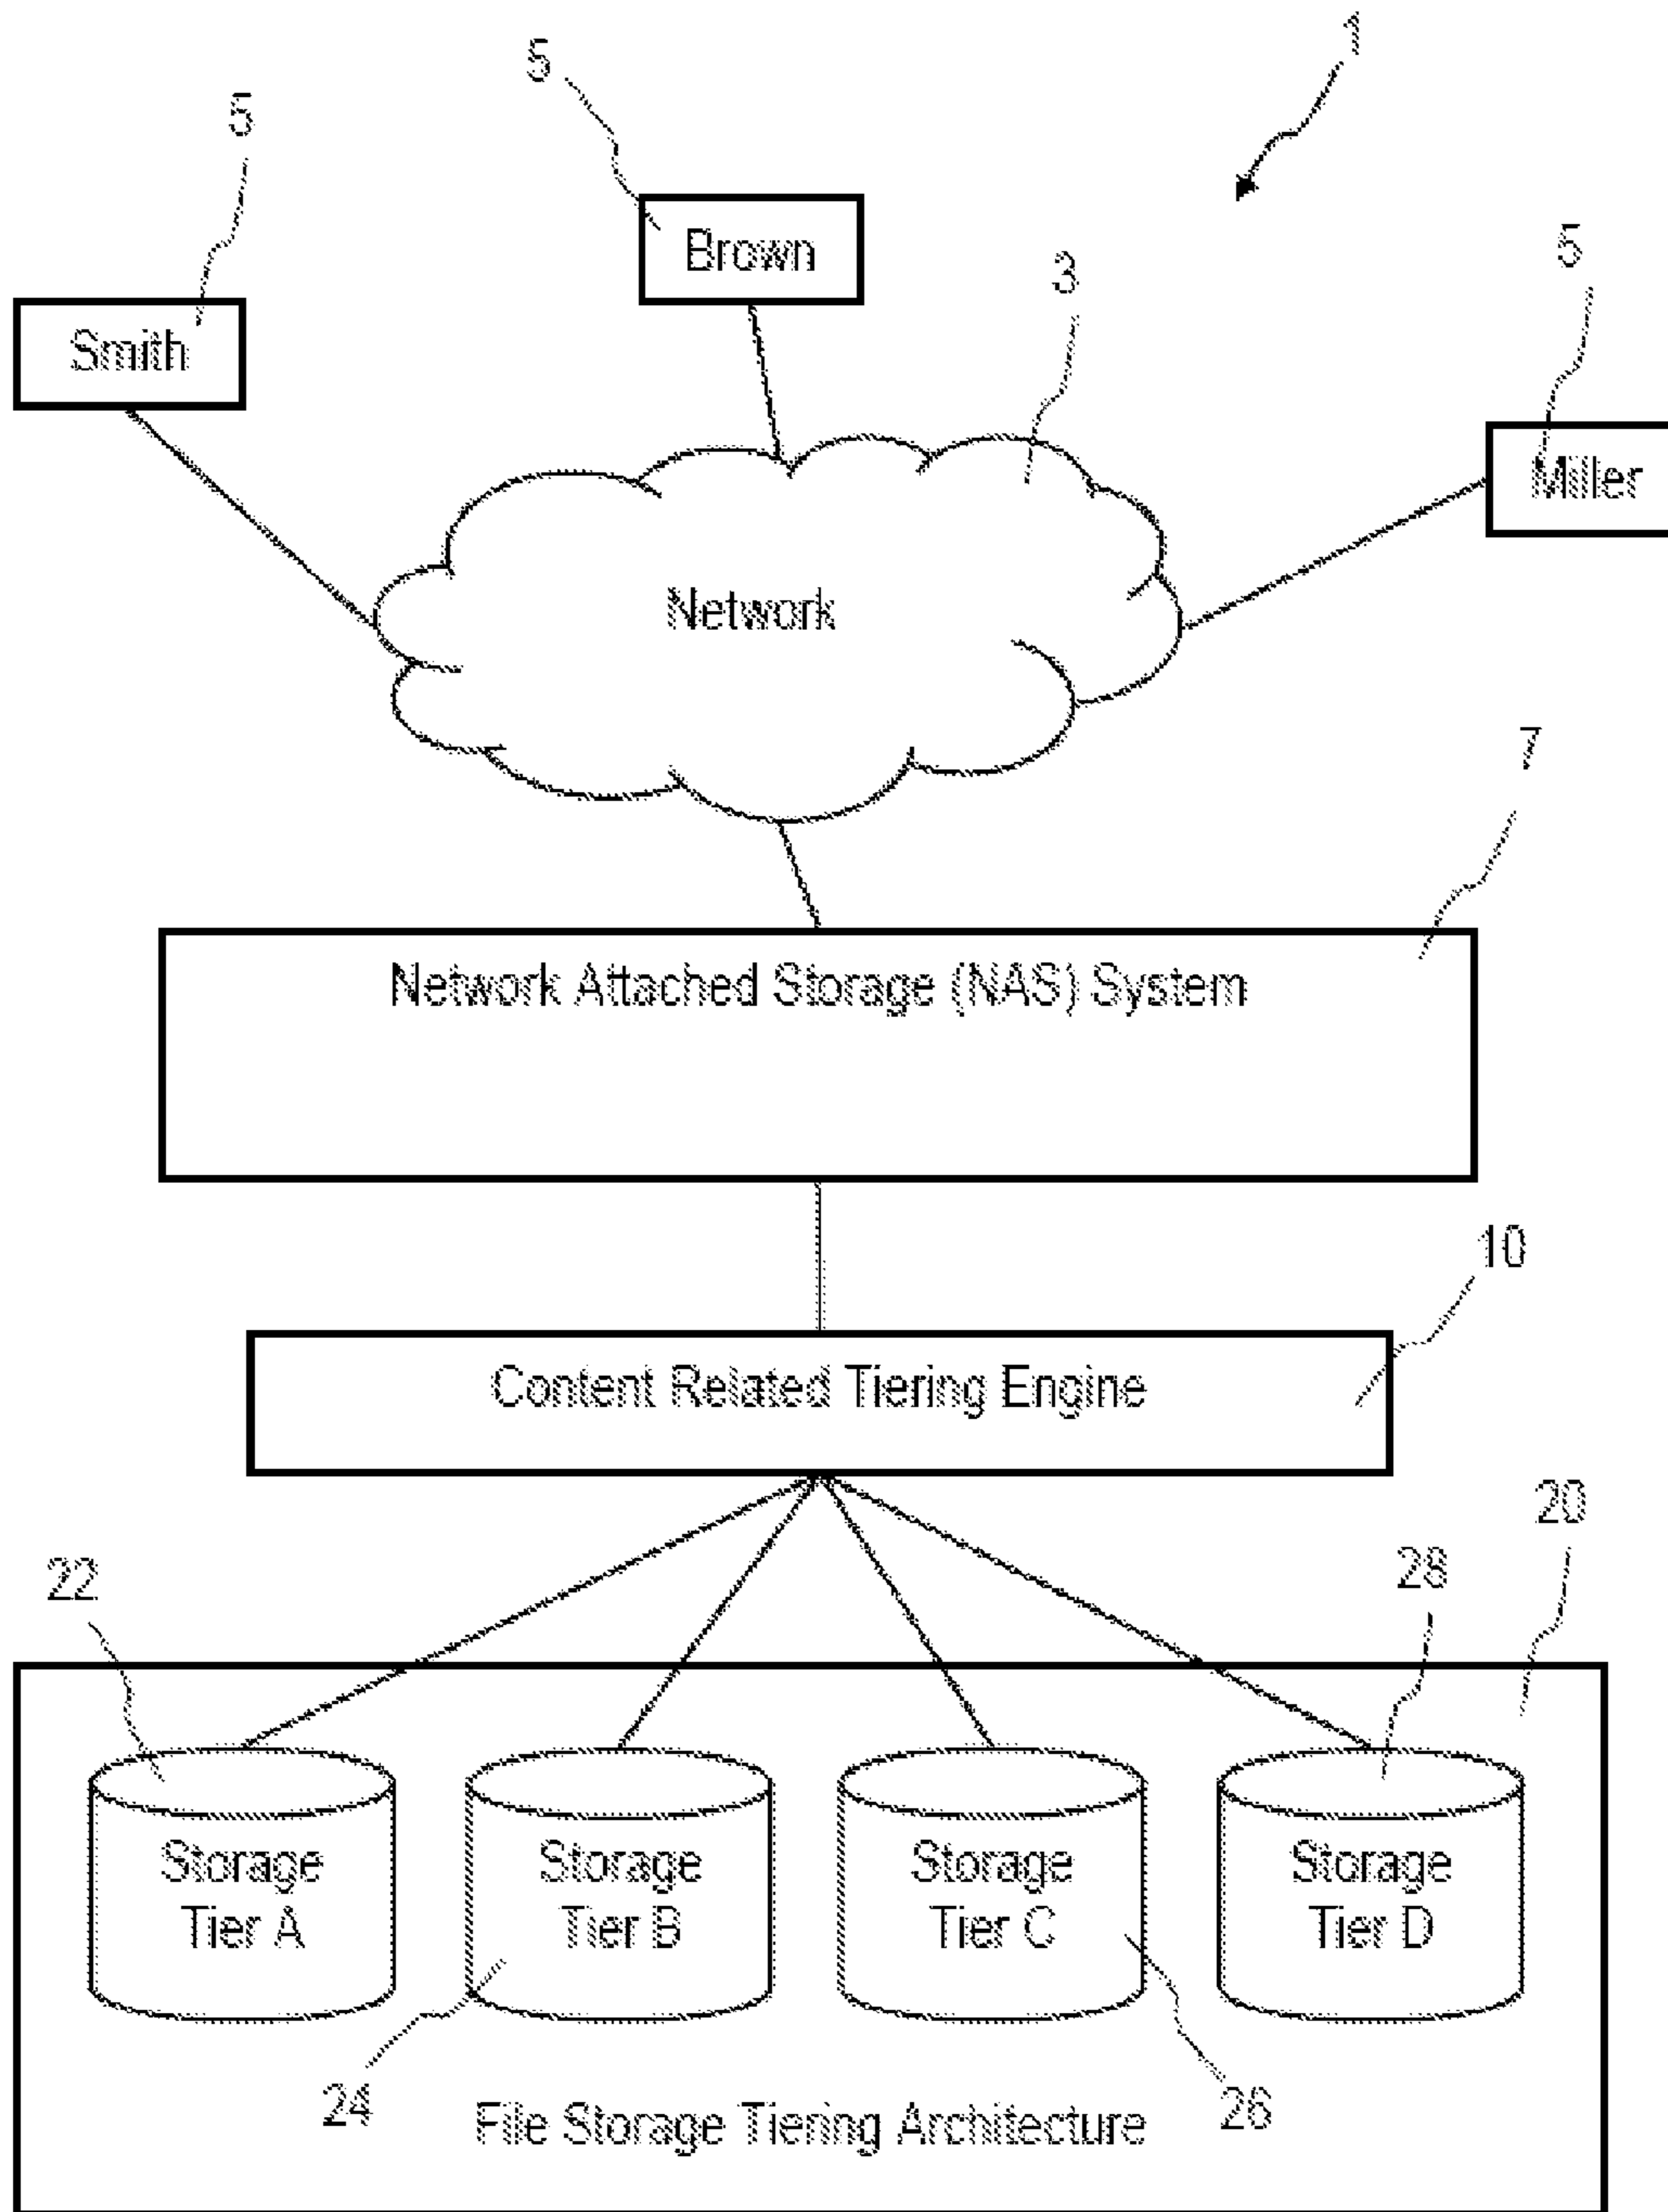 1
5
5
Brown
5
3
Smith
Miller
Network
7
Network Attached Storage (NAS) System
10
Content Related Tiering Engine
20
22
28
Storage
Tier A
Storage
Tier B
Storage
Tier C
Storage
Tier D
24
26
File Storage Tiering Architecture